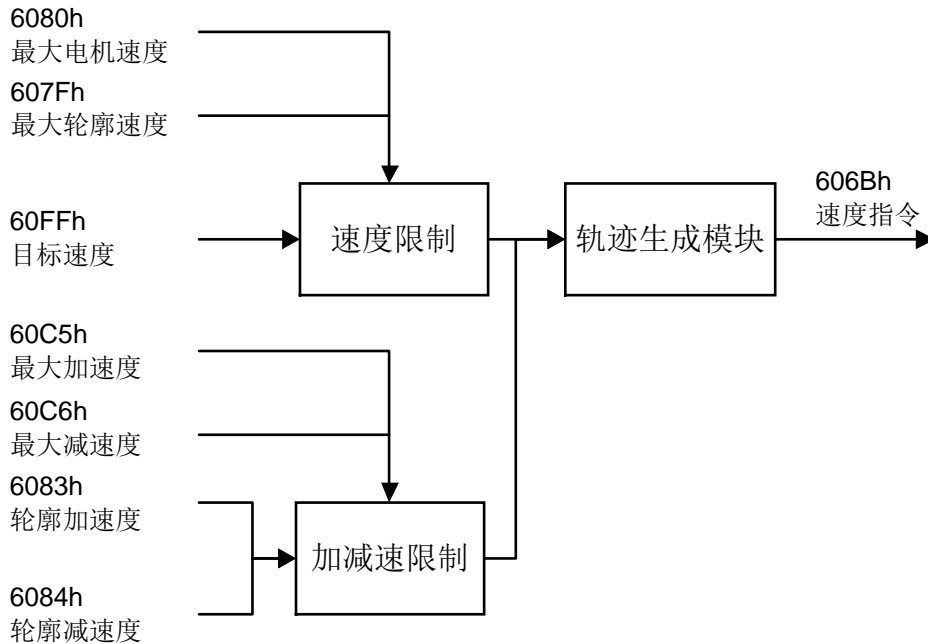 6080h
最大电机速度
607Fh
最大轮廓速度
60FFh
目标速度
速度限制
轨迹生成模块
606Bh
速度指令
60C5h
最大加速度
60C6h
最大减速度
6083h
轮廓加速度
加减速限制
6084h
轮廓减速度